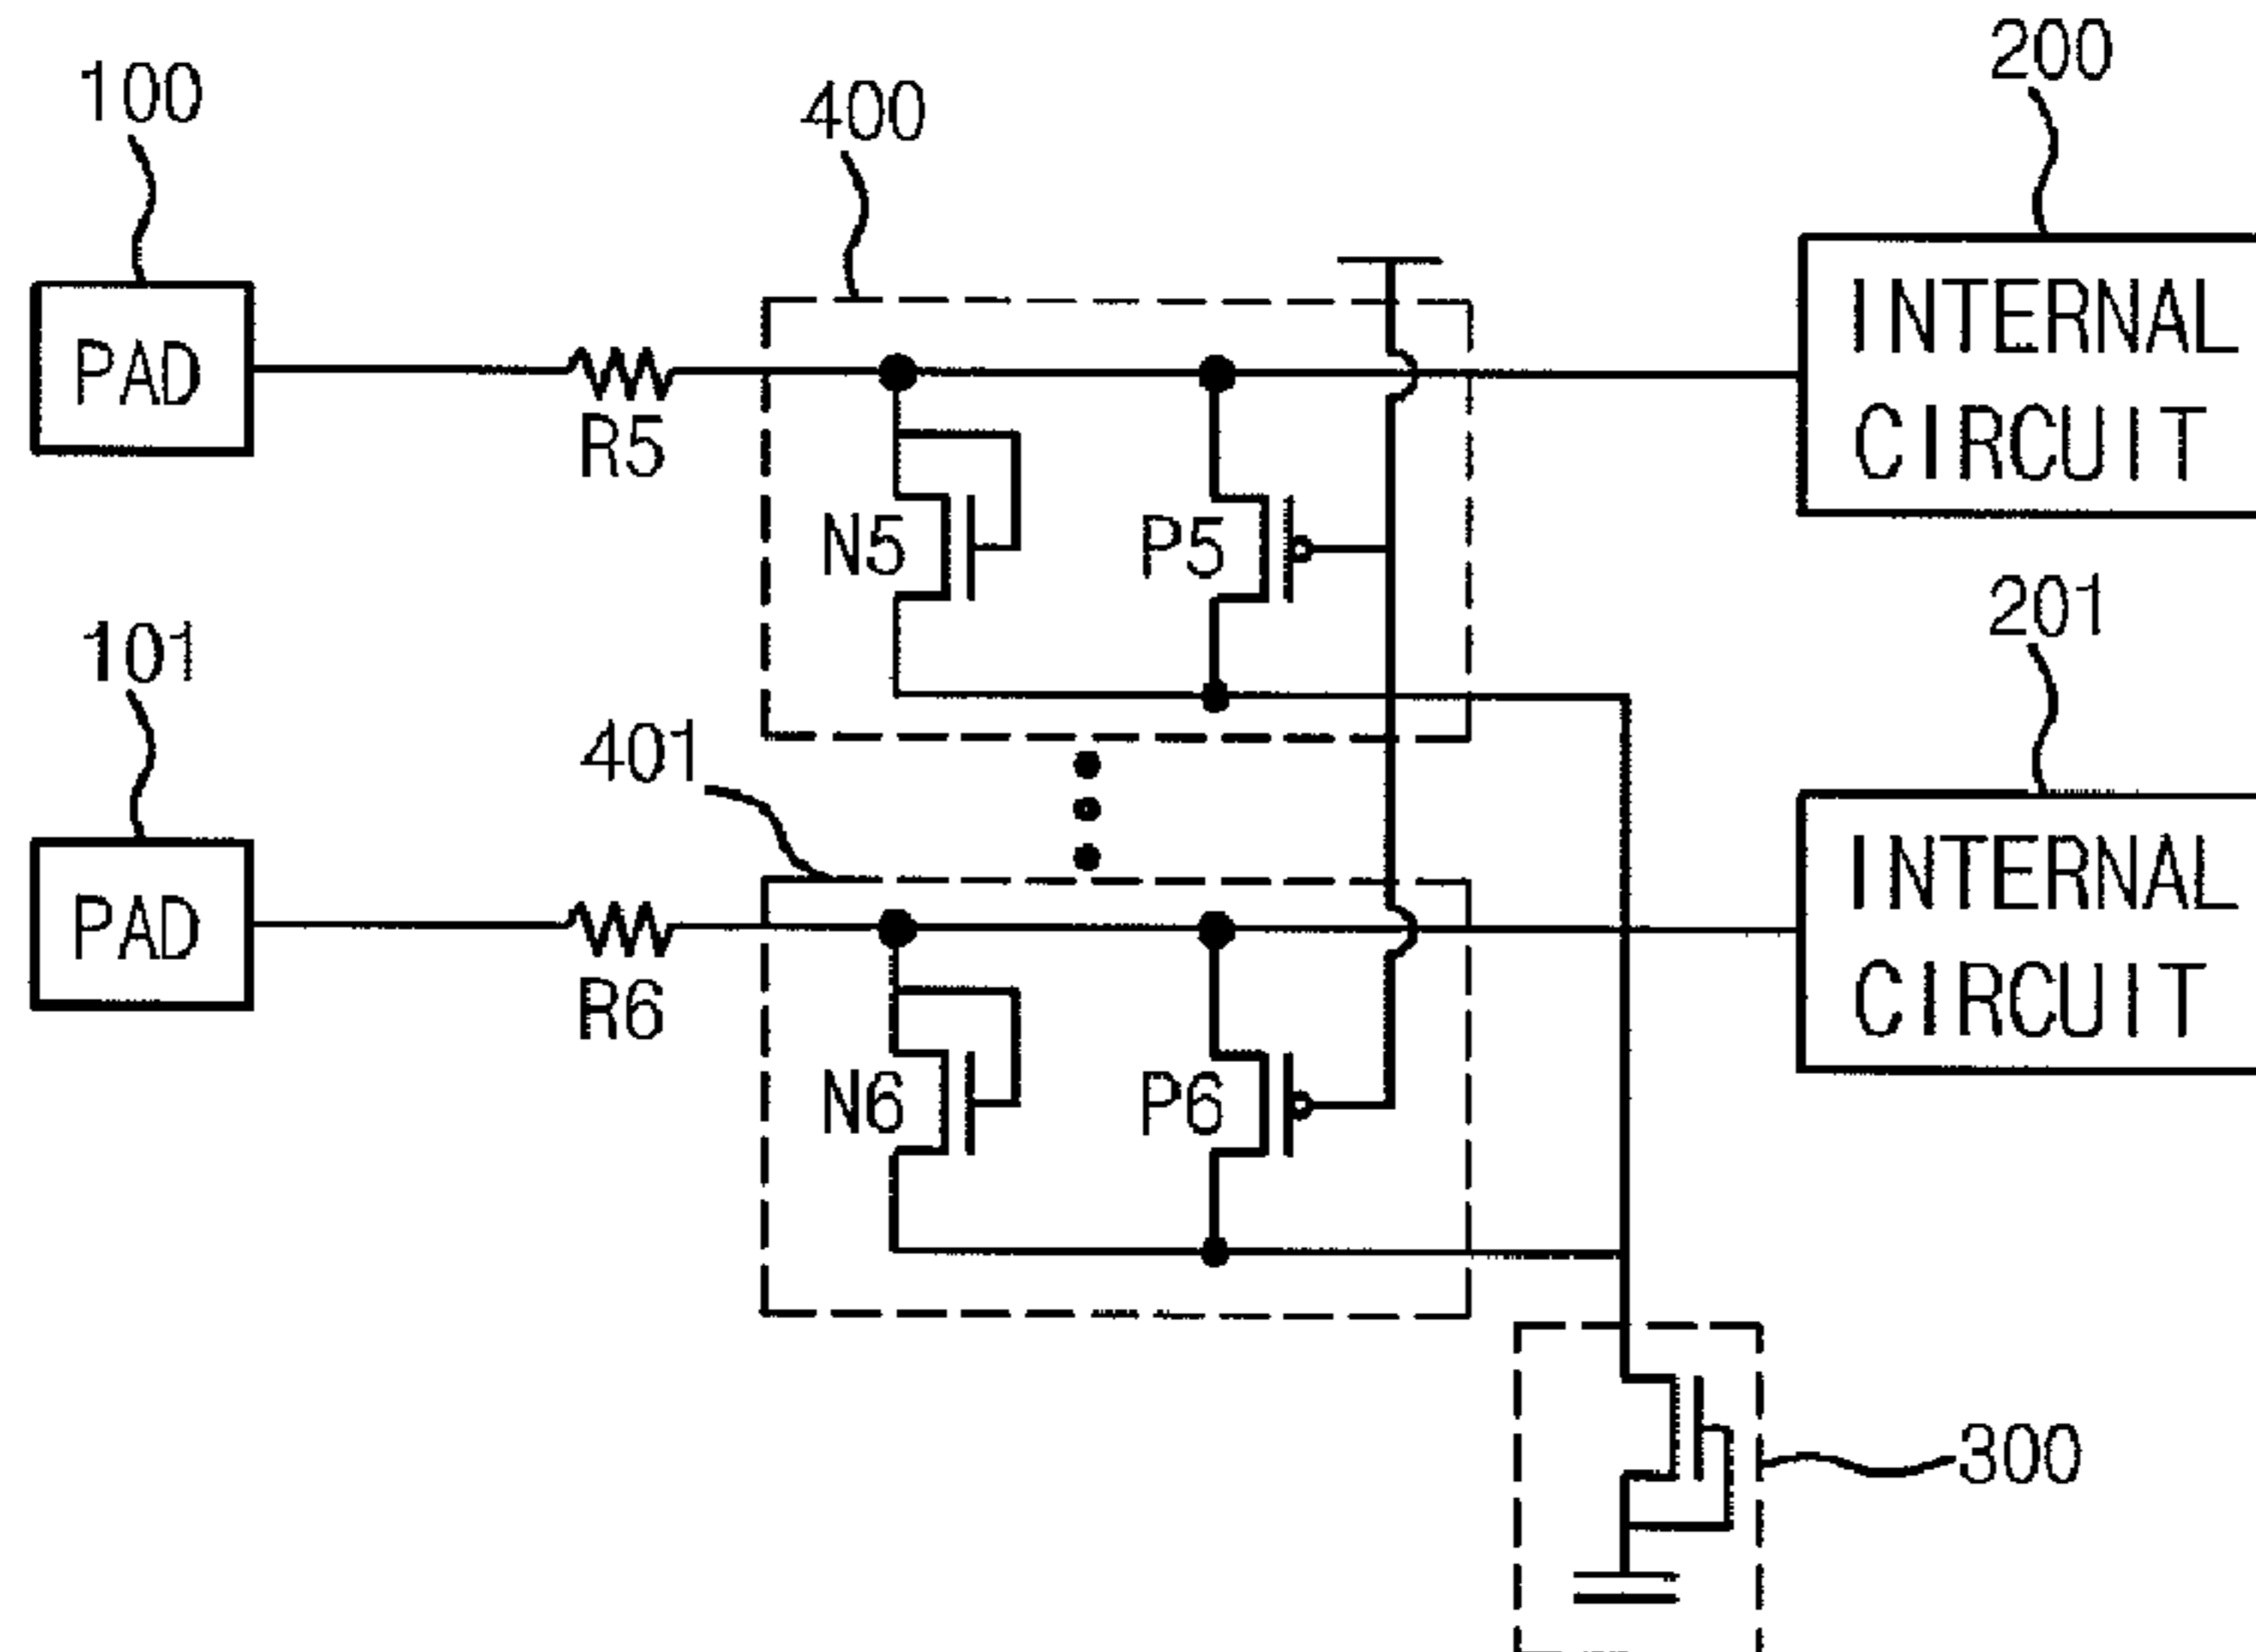 100
400
200
PAD
R5
N5
P5
INTERNAL
CIRCUIT
101
401
201
PAD
R6
N6
P6
INTERNAL
CIRCUIT
300